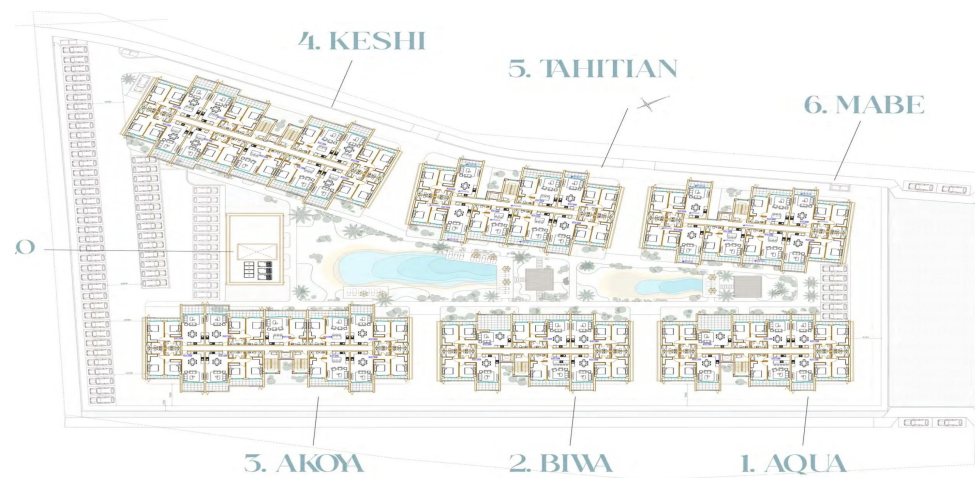 4. KESHI
5. TAHITIAN
6. MABE
O
3. AKOYA
2. BIWA
1. AQUA